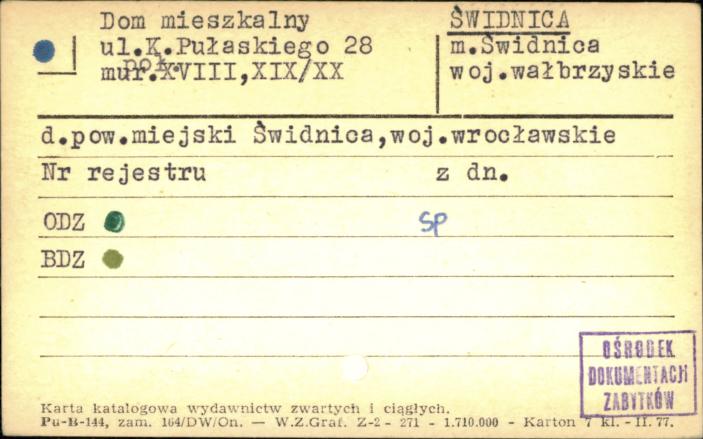 Dom mieszkalny
ul.K.Pułaskiego 28
poł.
mur.XVIII,XIX/XX
ŚWIDNICA
m.Świdnica
woj.wałbrzyskie
d.pow.miejski Świdnica,woj.wrocławskie
Nr rejestru z dn.
ODZ SP
BDZ
OŚRODEK
DOKUMENTACJI
ZABYTKÓW
Karta katalogowa wydawnictw zwartych i ciągłych.
Pu-B-144, zam. 164/DW/On. — W.Z.Graf. Z-2 - 271 - 1.710.000 - Karton 7 kl. - II. 77.